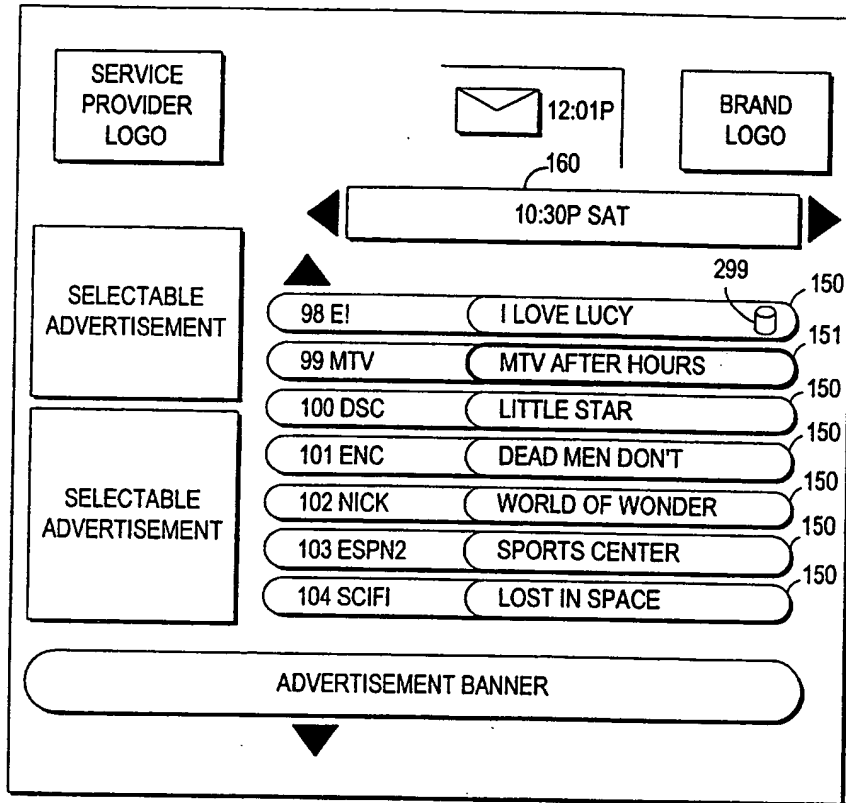 SERVICE
PROVIDER
LOGO
12:01P
BRAND
LOGO
160
10:30P SAT
SELECTABLE
ADVERTISEMENT
299
98 E! I LOVE LUCY 150
99 MTV MTV AFTER HOURS 151
100 DSC LITTLE STAR 150
101 ENC DEAD MEN DON'T 150
102 NICK WORLD OF WONDER 150
103 ESPN2 SPORTS CENTER 150
104 SCIFI LOST IN SPACE 150
SELECTABLE
ADVERTISEMENT
ADVERTISEMENT BANNER